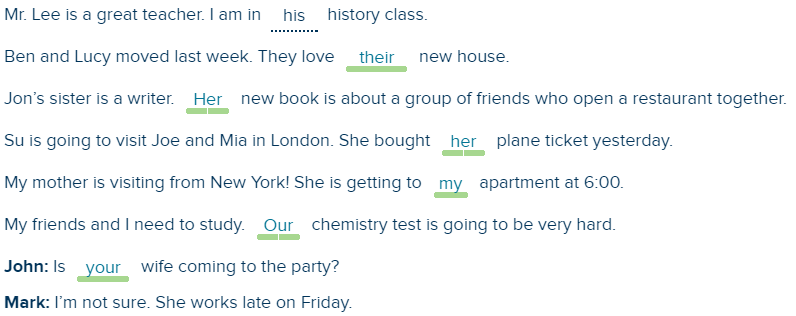 Mr. Lee is a great teacher. I am in his history class.
Ben and Lucy moved last week. They love their new house.
Jon’s sister is a writer. Her new book is about a group of friends who open a restaurant together.
Su is going to visit Joe and Mia in London. She bought her plane ticket yesterday.
My mother is visiting from New York! She is getting to my apartment at 6:00.
My friends and I need to study. Our chemistry test is going to be very hard.
John: Is your wife coming to the party?
Mark: I’m not sure. She works late on Friday.